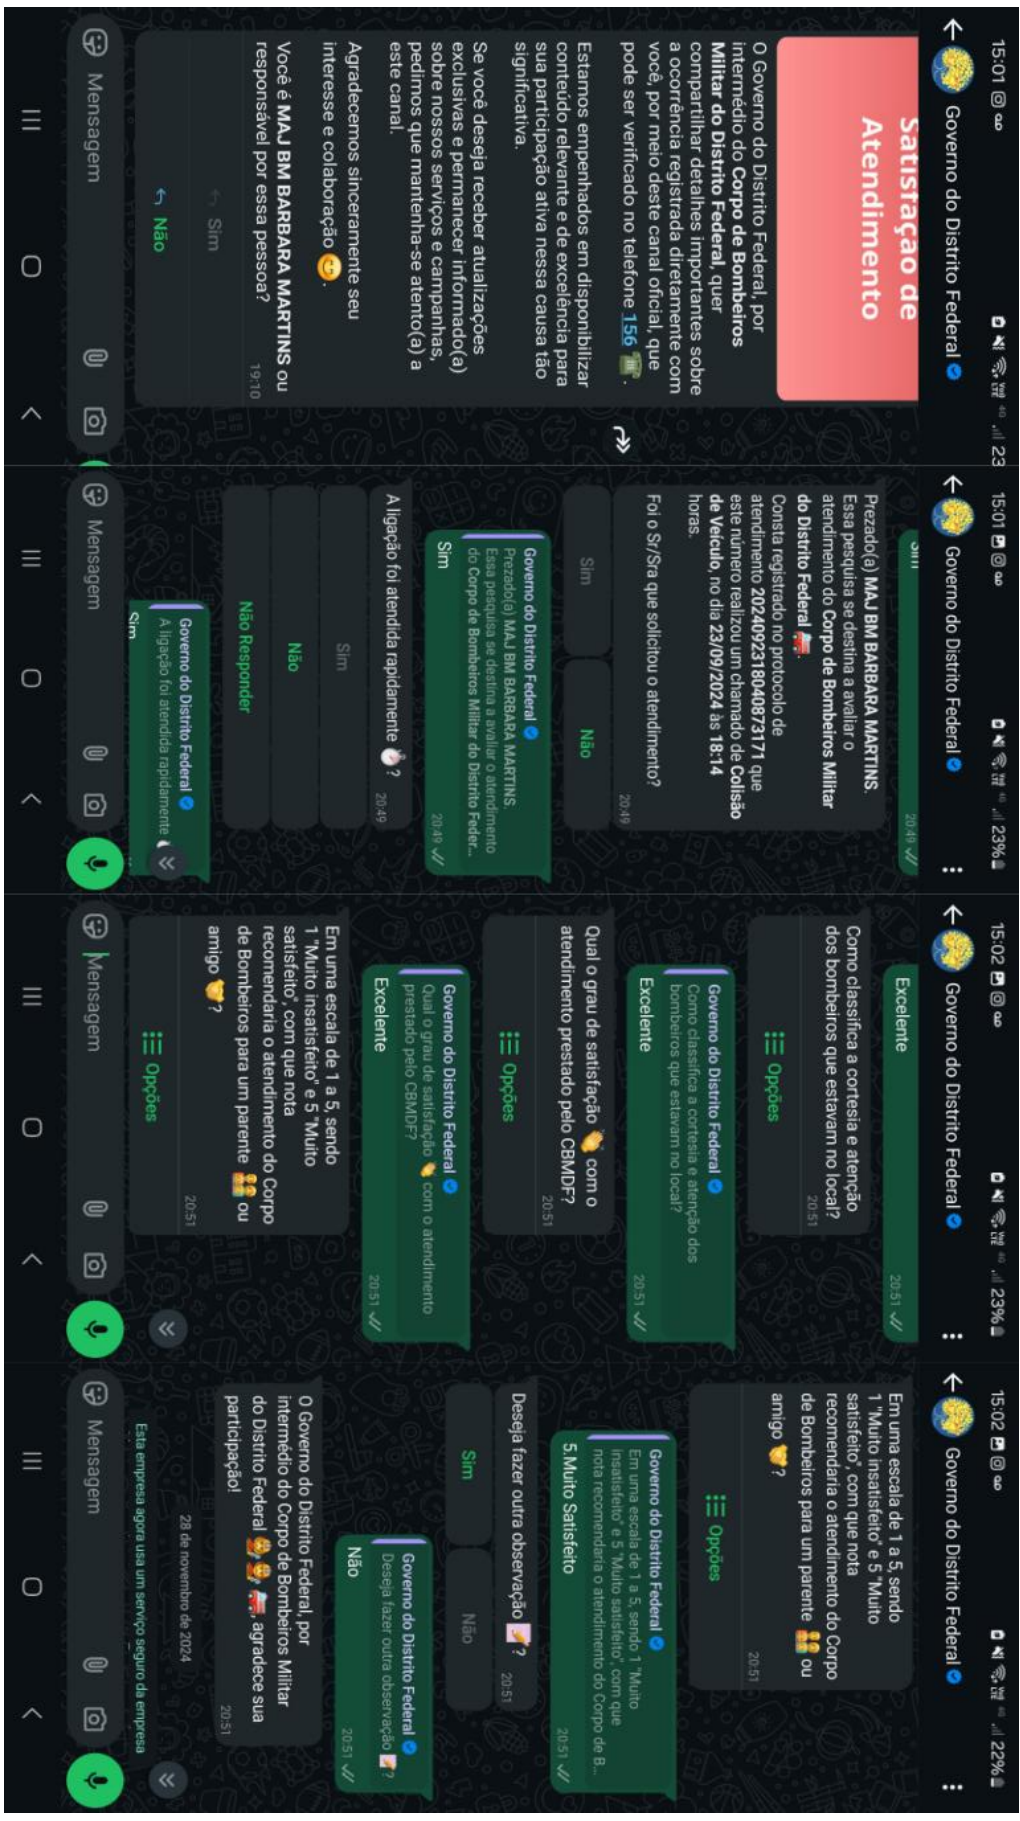 15:01
23
Governo do Distrito Federal
Satisfação de
Atendimento
O Governo do Distrito Federal, por
intermédio do Corpo de Bombeiros
Militar do Distrito Federal, quer
compartilhar detalhes importantes sobre
a ocorrência registrada diretamente com
você, por meio deste canal oficial, que
pode ser verificado no telefone 156 ☎.
Estamos empenhados em disponibilizar
conteúdo relevante e de excelência para
sua participação ativa nessa causa tão
significativa.
Se você deseja receber atualizações
exclusivas e permanecer informado(a)
sobre nossos serviços e campanhas,
pedimos que mantenha-se atento(a) a
este canal.
Agradecemos sinceramente seu
interesse e colaboração 😊.
Você é MAJ BM BARBARA MARTINS ou
responsável por essa pessoa?
19:10
Sim
Não
Mensagem
15:01
23%
Governo do Distrito Federal
Sim
20:49
Prezado(a) MAJ BM BARBARA MARTINS.
Essa pesquisa se destina a avaliar o
atendimento do Corpo de Bombeiros Militar
do Distrito Federal 🚒.
Consta registrado no protocolo de
atendimento 2024092318040873171 que
este número realizou um chamado de Colisão
de Veículo, no dia 23/09/2024 às 18:14
horas.
Foi o Sr/Sra que solicitou o atendimento?
20:49
Sim
Não
Governo do Distrito Federal
Prezado(a) MAJ BM BARBARA MARTINS.
Essa pesquisa se destina a avaliar o atendimento
do Corpo de Bombeiros Militar do Distrito Feder...
Sim
20:49
A ligação foi atendida rapidamente ⏱?
20:49
Sim
Não
Não Responder
Governo do Distrito Federal
A ligação foi atendida rapidamente
Sim
Mensagem
15:02
23%
Governo do Distrito Federal
Excelente
20:51
Como classifica a cortesia e atenção
dos bombeiros que estavam no local?
20:51
Opções
Governo do Distrito Federal
Como classifica a cortesia e atenção dos
bombeiros que estavam no local?
Excelente
20:51
Qual o grau de satisfação 👏 com o
atendimento prestado pelo CBMDF?
20:51
Opções
Governo do Distrito Federal
Qual o grau de satisfação 👏 com o atendimento
prestado pelo CBMDF?
Excelente
20:51
Em uma escala de 1 a 5, sendo
1 "Muito insatisfeito" e 5 "Muito
satisfeito", com que nota
recomendaria o atendimento do Corpo
de Bombeiros para um parente 👨‍👩‍👧‍👦 ou
amigo 🤝?
20:51
Opções
Mensagem
15:02
22%
Governo do Distrito Federal
Em uma escala de 1 a 5, sendo
1 "Muito insatisfeito" e 5 "Muito
satisfeito", com que nota
recomendaria o atendimento do Corpo
de Bombeiros para um parente 👨‍👩‍👧‍👦 ou
amigo 🤝?
20:51
Opções
Governo do Distrito Federal
Em uma escala de 1 a 5, sendo 1 "Muito
insatisfeito" e 5 "Muito satisfeito", com que
nota recomendaria o atendimento do Corpo de B...
5.Muito Satisfeito
20:51
Deseja fazer outra observação 📝?
20:51
Sim
Não
Governo do Distrito Federal
Deseja fazer outra observação 📝?
Não
20:51
O Governo do Distrito Federal, por
intermédio do Corpo de Bombeiros Militar
do Distrito Federal 👨‍🚒👩‍🚒🚒, agradece sua
participação!
20:51
28 de novembro de 2024
Esta empresa agora usa um serviço seguro da empresa
Mensagem